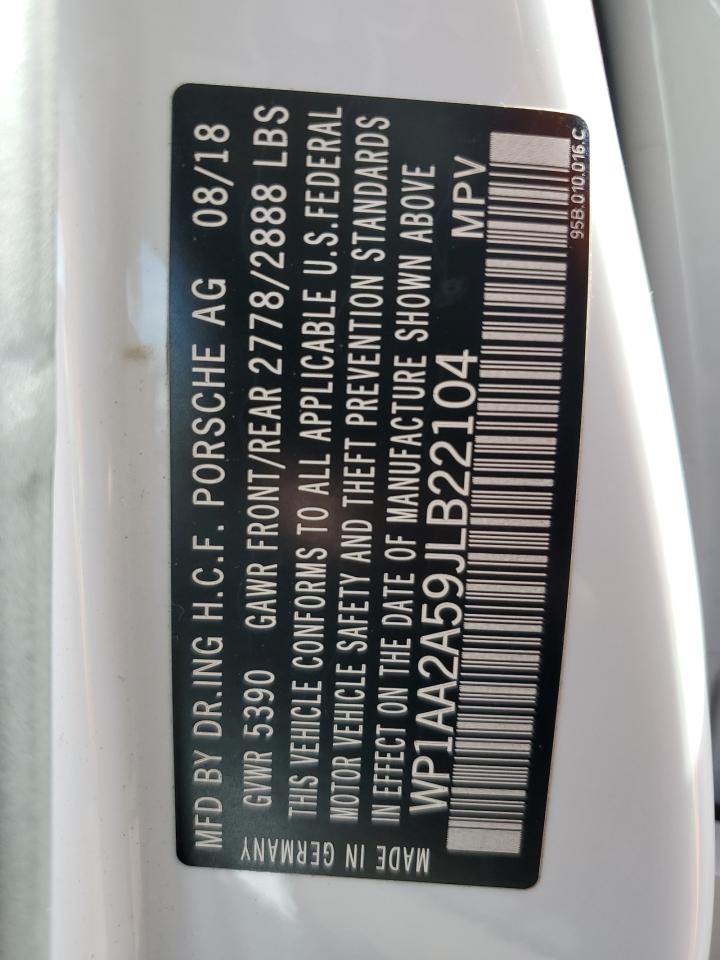 MFD BY DR.ING H.C.F. PORSCHE AG 08/18
GVWR 5390 GAWR FRONT/REAR 2778/2888 LBS
THIS VEHICLE CONFORMS TO ALL APPLICABLE U.S.FEDERAL
MOTOR VEHICLE SAFETY AND THEFT PREVENTION STANDARDS
IN EFFECT ON THE DATE OF MANUFACTURE SHOWN ABOVE
WP1AA2A59JLB22104 MPV
95B.010.016.C
MADE IN GERMANY